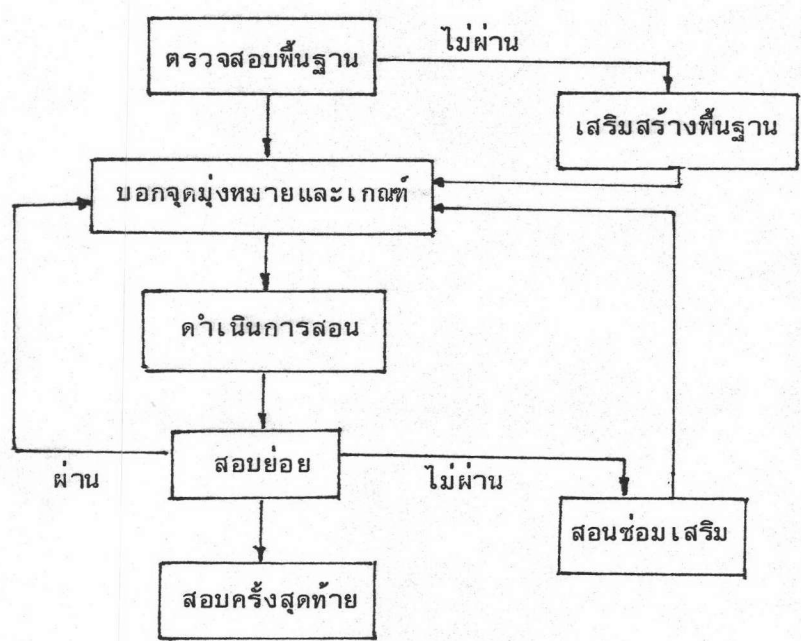 ตรวจสอบพื้นฐาน
ไม่ผ่าน
เสริมสร้างพื้นฐาน
บอกจุดมุ่งหมายและเกณฑ์
ดำเนินการสอน
สอบย่อย
ผ่าน
ไม่ผ่าน
สอนซ่อมเสริม
สอบครั้งสุดท้าย